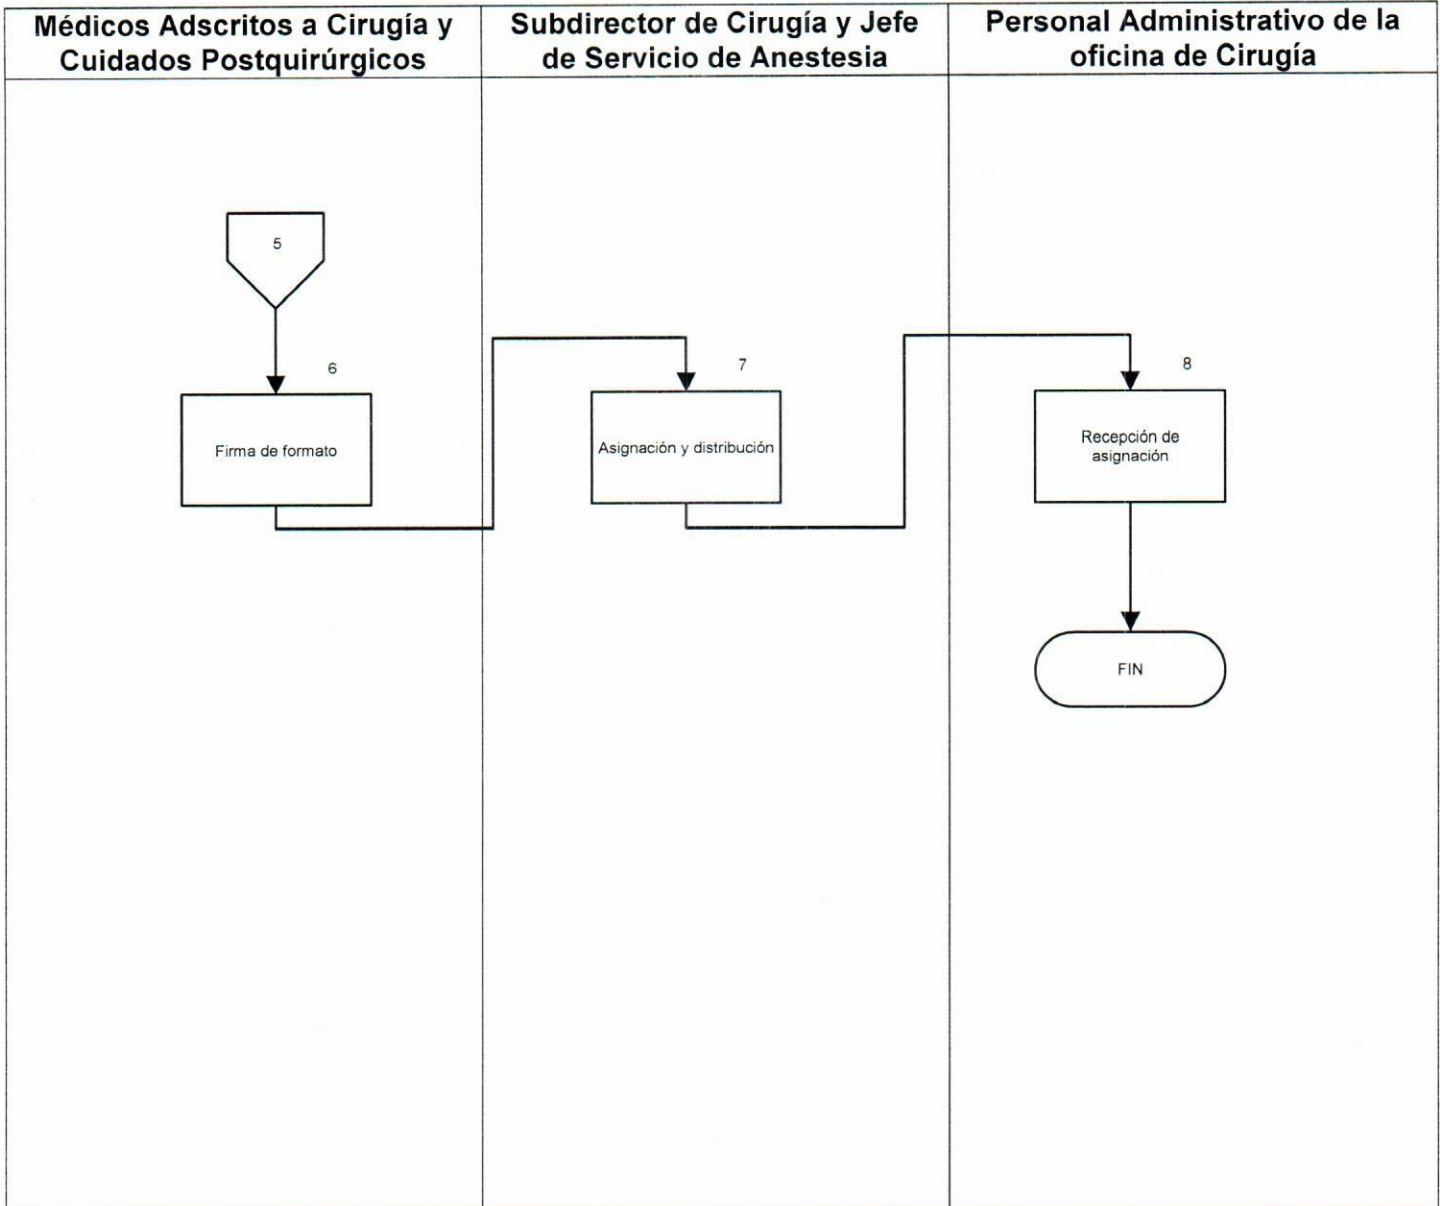 Médicos Adscritos a Cirugía y
Cuidados Postquirúrgicos
Subdirector de Cirugía y Jefe
de Servicio de Anestesia
Personal Administrativo de la
oficina de Cirugía
5
6
Firma de formato
7
Asignación y distribución
8
Recepción de
asignación
FIN